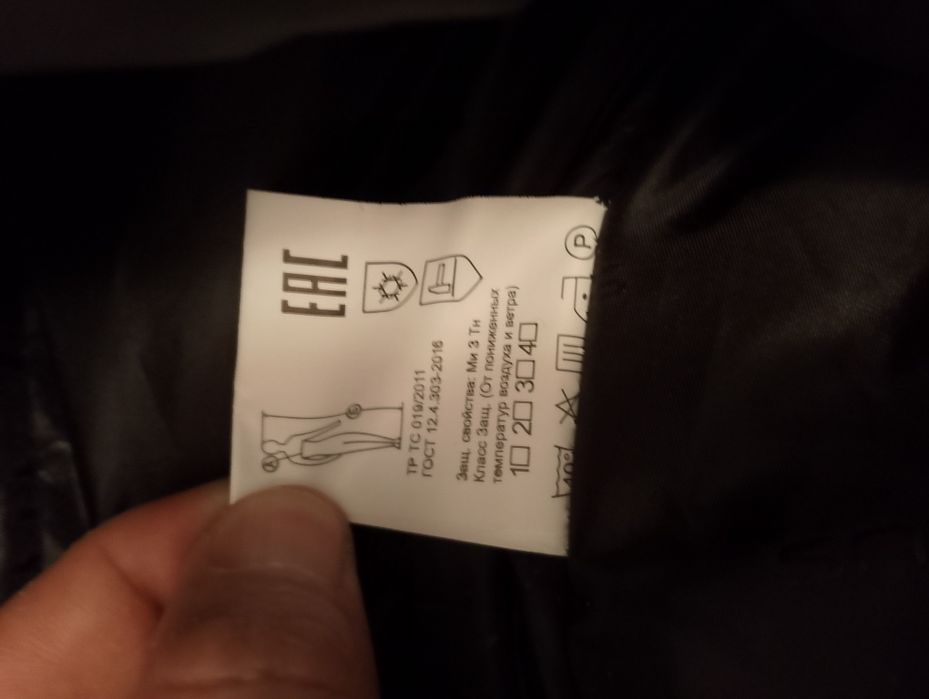 EAC
ТР ТС 019/2011
ГОСТ 12.4.303-2016
Защ. свойства: Ми З Тн
Класс Защ. (От пониженных
температур воздуха и ветра)
1☐ 2☐ 3☐ 4☐
40°
P